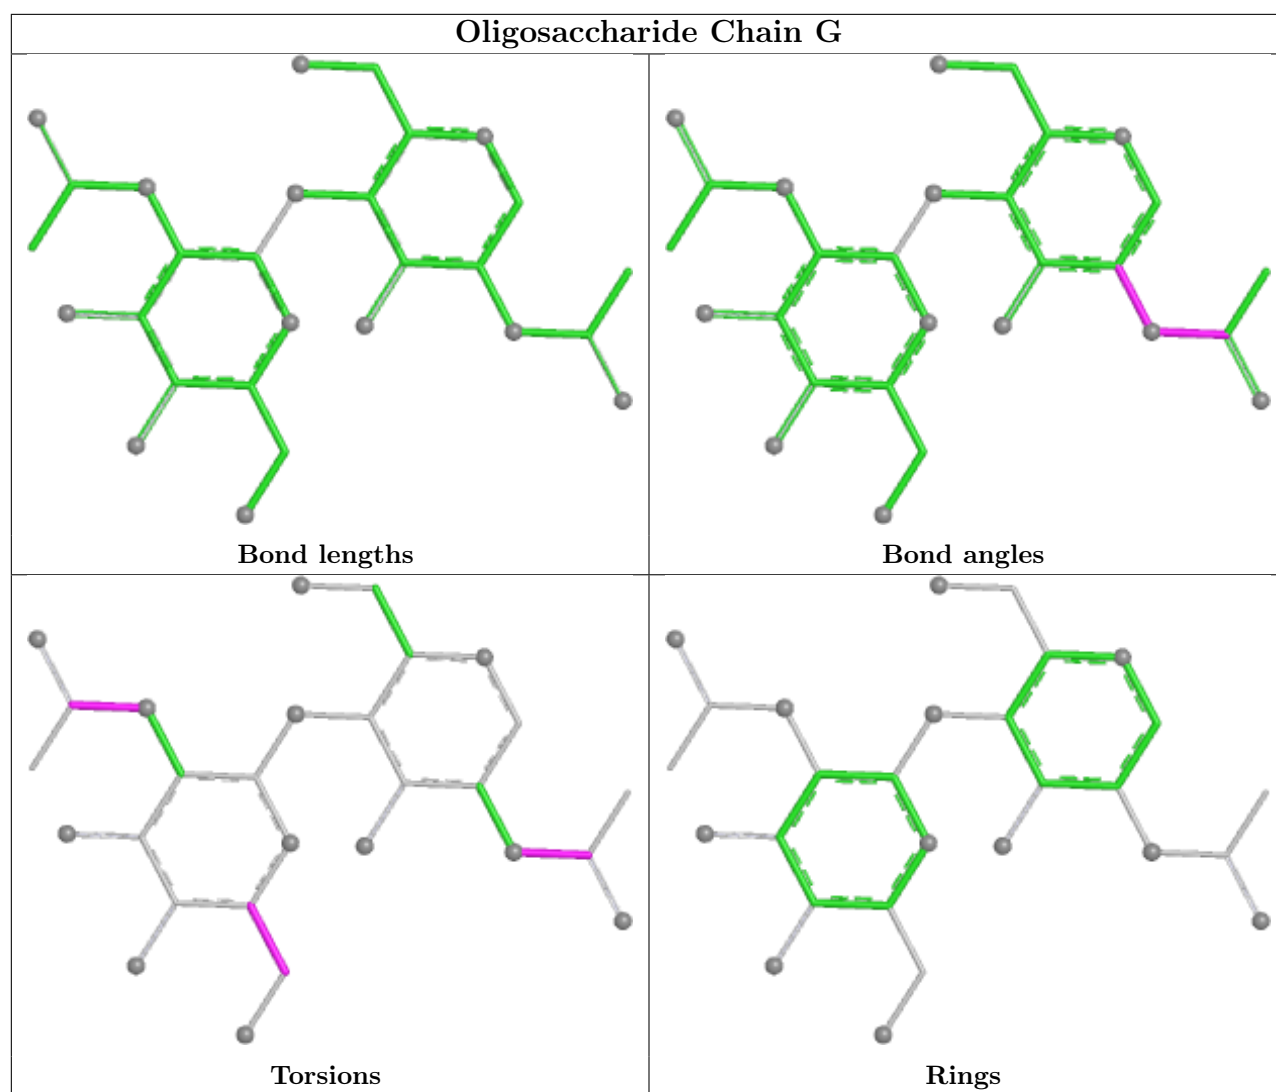 Oligosaccharide Chain G
Bond lengths
Bond angles
Torsions
Rings